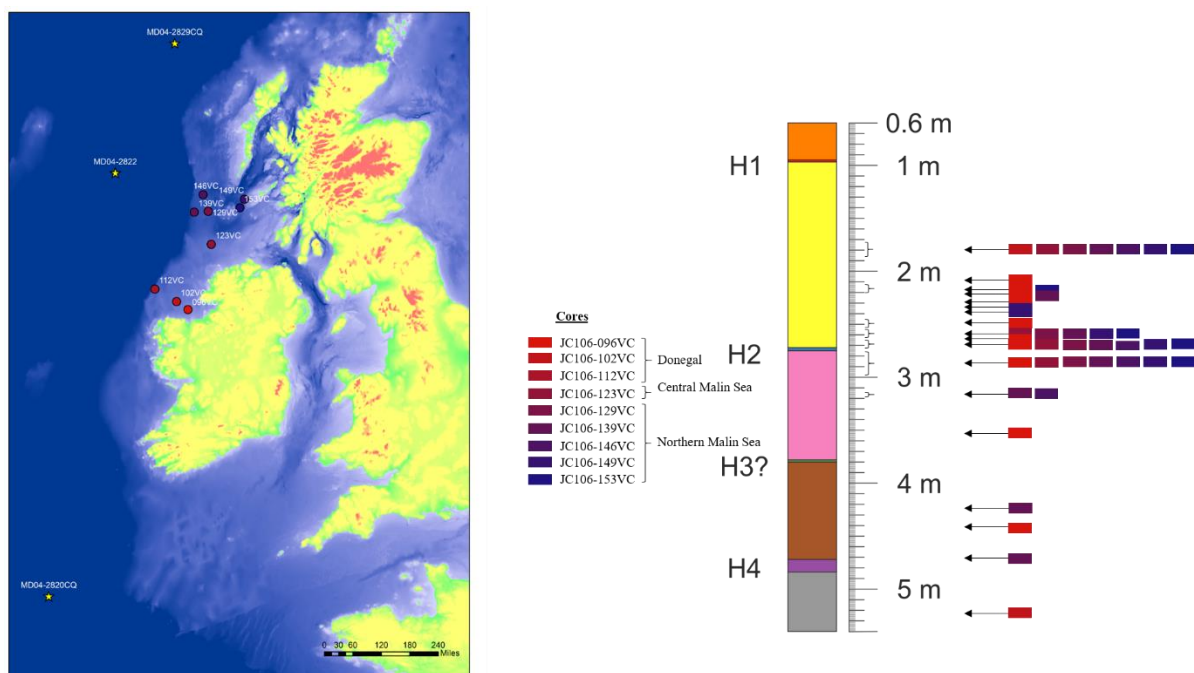 MD04-2829CQ
MD04-2822
146VC
149VC
153VC
139VC
129VC
123VC
112VC
102VC
096VC
MD04-2820CQ
0 30 60 120 180 240
Miles
Cores
JC106-096VC
JC106-102VC
Donegal
JC106-112VC
JC106-123VC
Central Malin Sea
JC106-129VC
JC106-139VC
JC106-146VC
Northern Malin Sea
JC106-149VC
JC106-153VC
0.6 m
H1
1 m
2 m
H2
3 m
H3?
4 m
H4
5 m